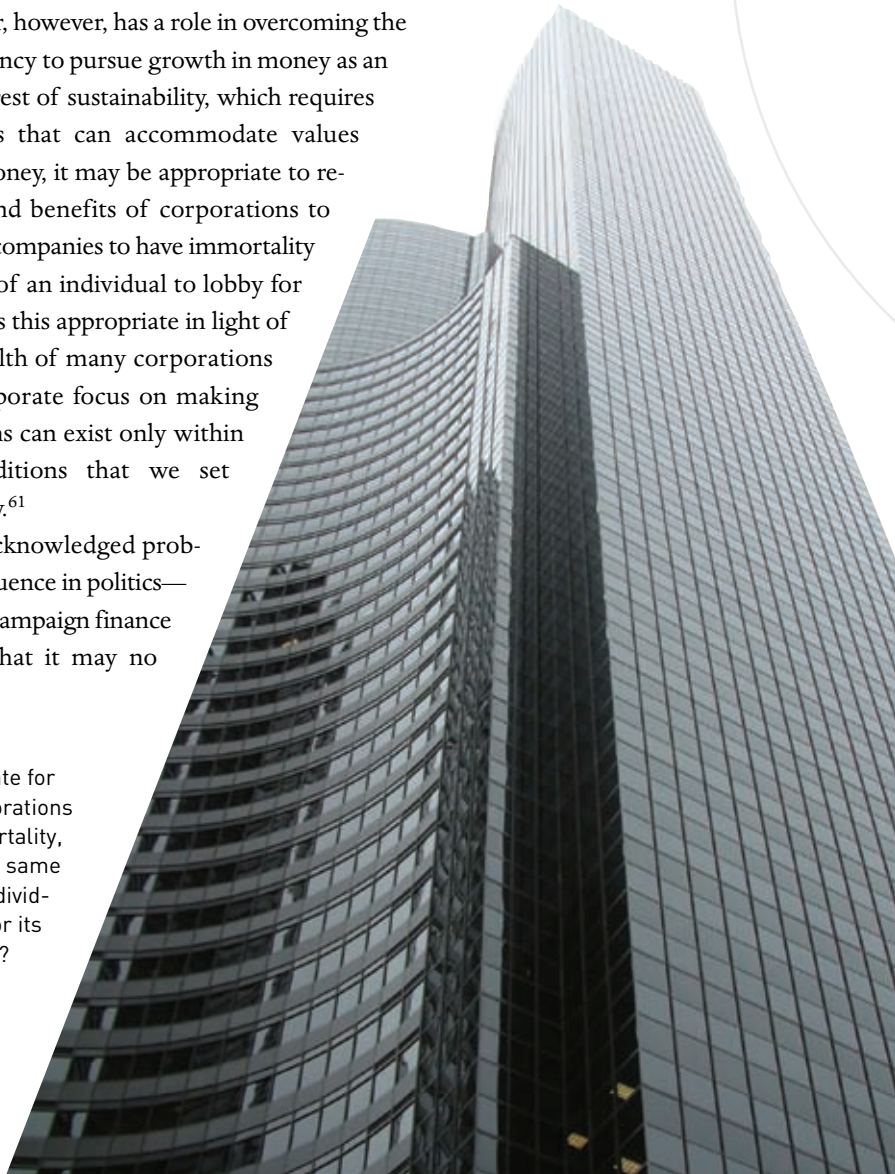 r, however, has a role in overcoming the
ncy to pursue growth in money as an
rest of sustainability, which requires
s that can accommodate values
oney, it may be appropriate to re-
nd benefits of corporations to
companies to have immortality
of an individual to lobby for
s this appropriate in light of
lth of many corporations
porate focus on making
ns can exist only within
ditions that we set
y.61
cknowledged prob-
uence in politics—
ampaign finance
hat it may no
te for
orations
rtality,
same
divid-
or its
?